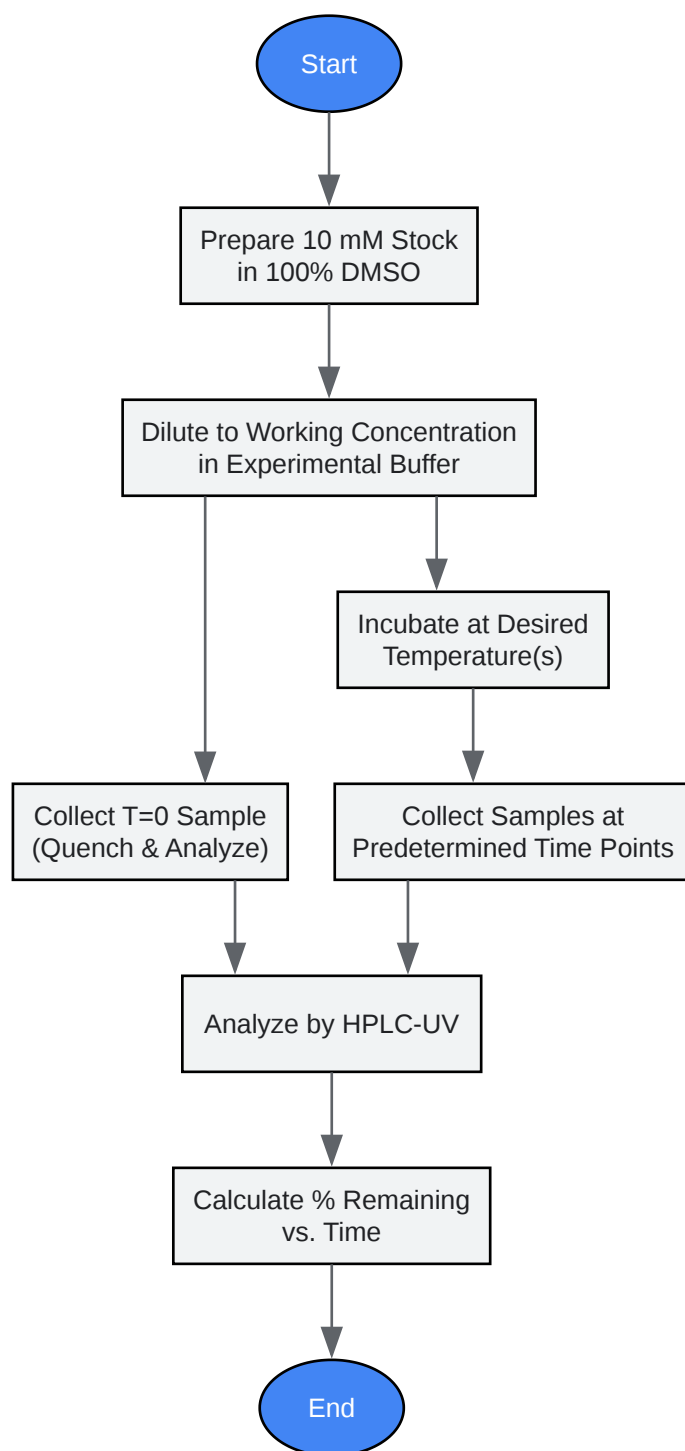 Start
Prepare 10 mM Stock
in 100% DMSO
Dilute to Working Concentration
in Experimental Buffer
Incubate at Desired
Temperature(s)
Collect T=0 Sample
(Quench & Analyze)
Collect Samples at
Predetermined Time Points
Analyze by HPLC-UV
Calculate % Remaining
vs. Time
End